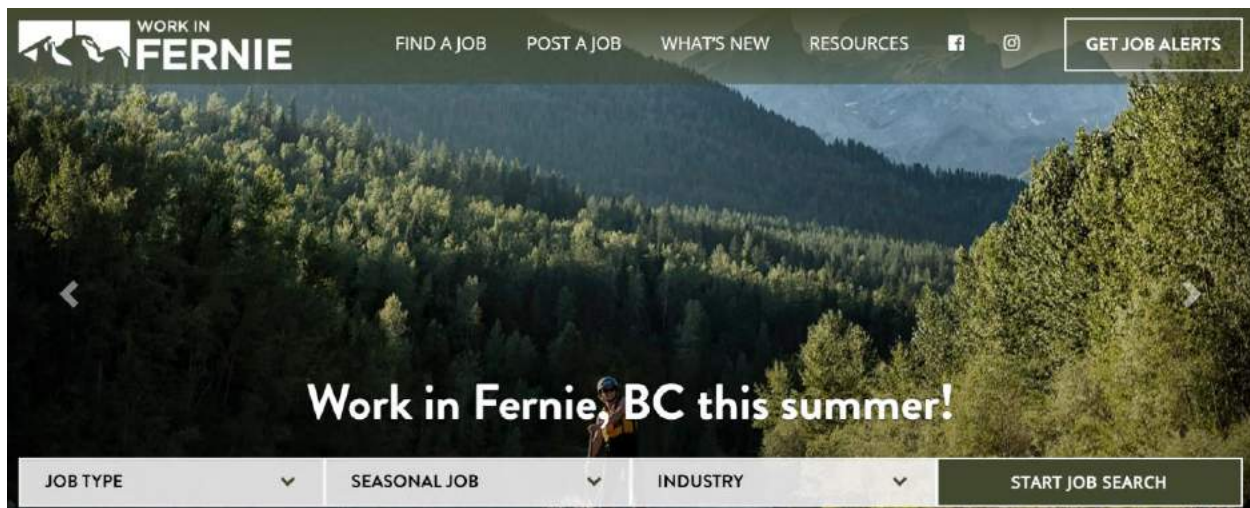 WORK IN
FERNIE
FIND A JOB POST A JOB WHAT'S NEW RESOURCES GET JOB ALERTS
Work in Fernie, BC this summer!
JOB TYPE SEASONAL JOB INDUSTRY START JOB SEARCH